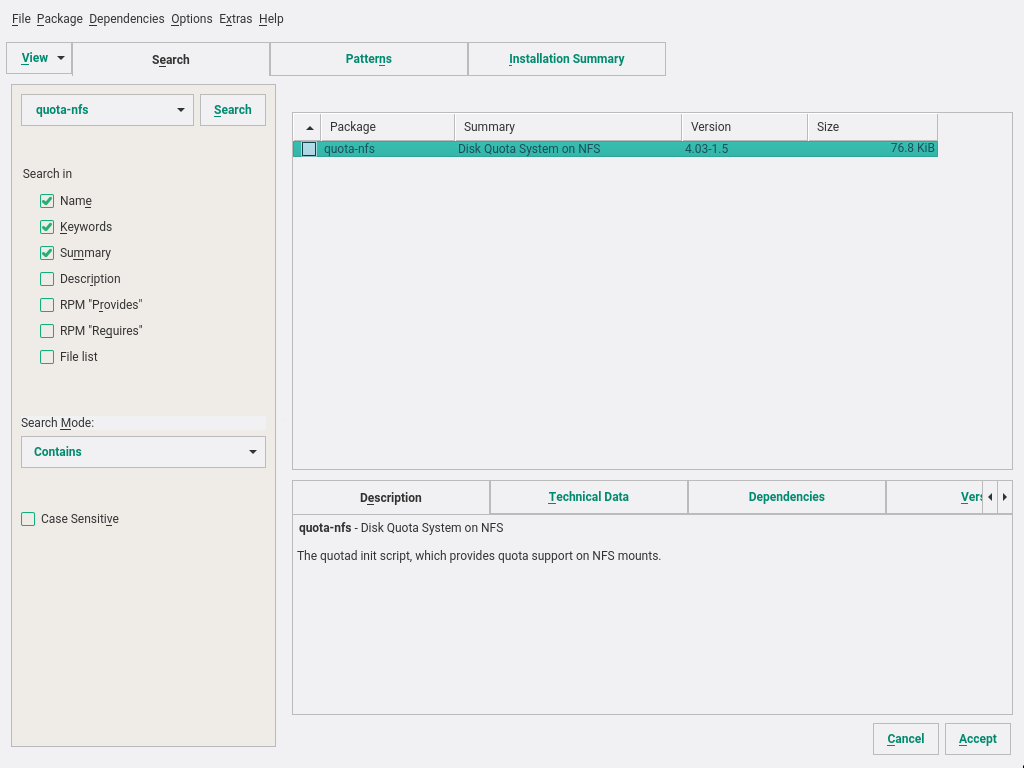 File Package Dependencies Options Extras Help
View Search Patterns Installation Summary
quota-nfs Search
Search in
Name
Keywords
Summary
Description
RPM "Provides"
RPM "Requires"
File list
Search Mode:
Contains
Case Sensitive
Package Summary Version Size
quota-nfs Disk Quota System on NFS 4.03-1.5 76.8 KiB
Description Technical Data Dependencies Vers
quota-nfs - Disk Quota System on NFS
The quotad init script, which provides quota support on NFS mounts.
Cancel Accept